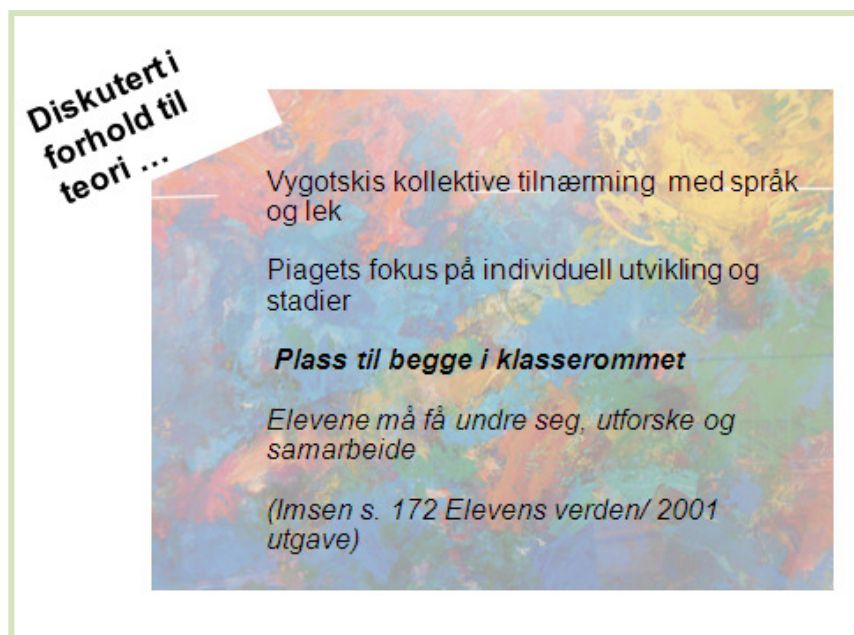 Diskutert i
forhold til
teori ...
Vygotskis kollektive tilnærming med språk
og lek
Piagets fokus på individuell utvikling og
stadier
Plass til begge i klasserommet
Elevene må få undre seg, utforske og
samarbeide
(Imsen s. 172 Elevens verden/ 2001
utgave)